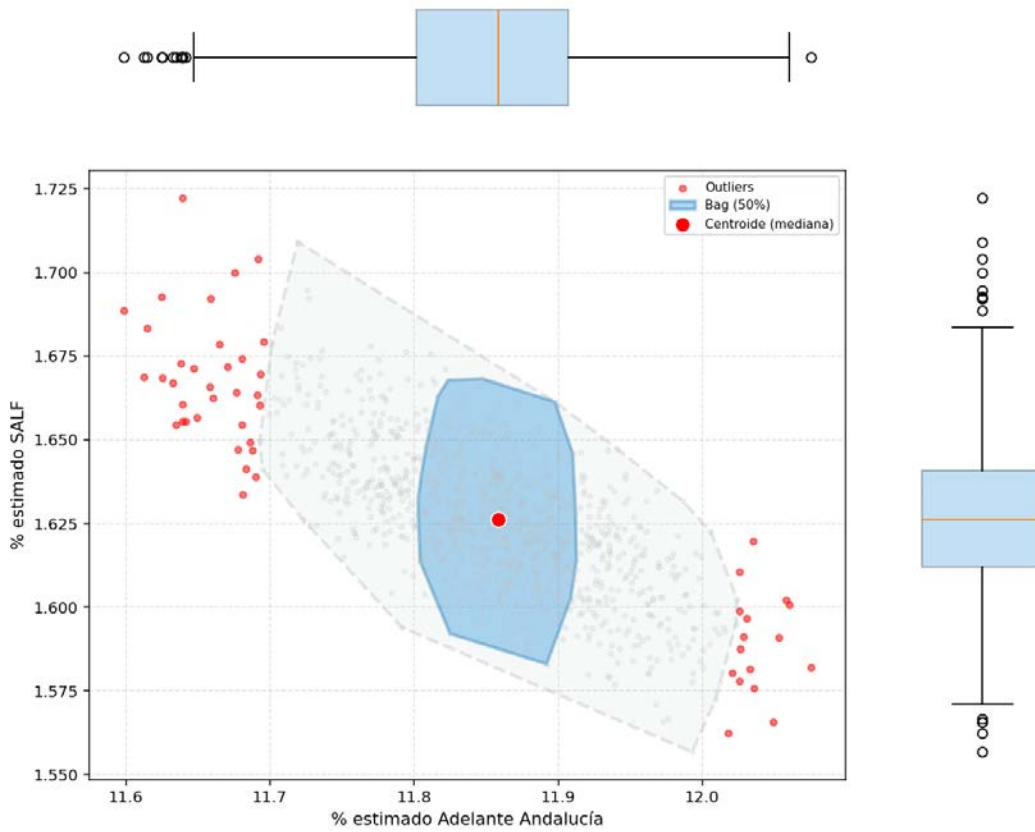 1.725
1.700
1.675
1.650
1.625
1.600
1.575
1.550
% estimado SALF
Outliers
Bag (50%)
Centroide (mediana)
11.6 11.7 11.8 11.9 12.0
% estimado Adelante Andalucía